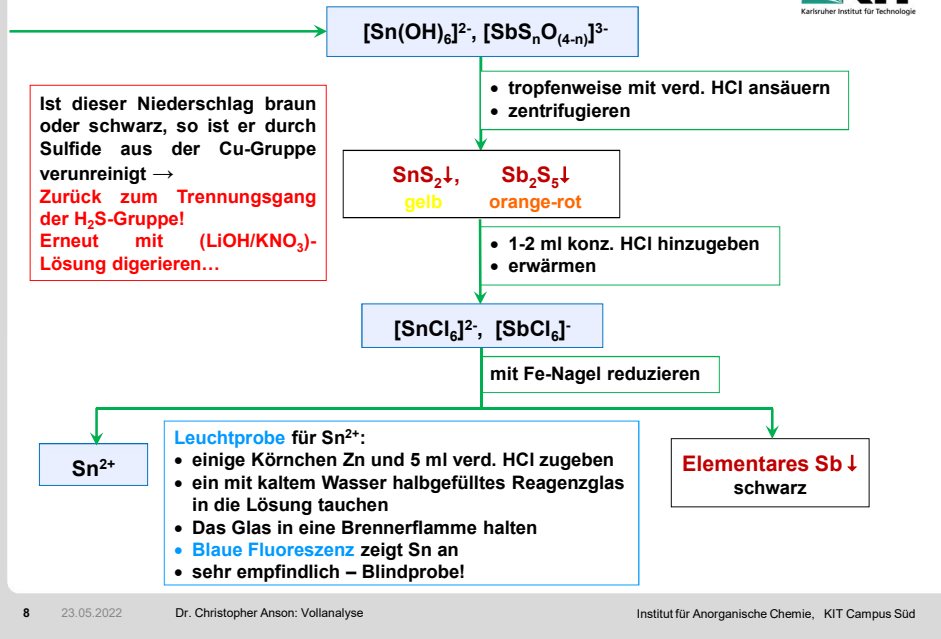 Karlsruher Institut für Technologie
[Sn(OH)₆]²⁻, [SbSₙO₍₄₋ₙ₎]³⁻
• tropfenweise mit verd. HCl ansäuern
• zentrifugieren
Ist dieser Niederschlag braun
oder schwarz, so ist er durch
Sulfide aus der Cu-Gruppe
verunreinigt →
Zurück zum Trennungsgang
der H₂S-Gruppe!
Erneut mit (LiOH/KNO₃)-
Lösung digerieren…
SnS₂↓, Sb₂S₅↓
gelb orange-rot
• 1-2 ml konz. HCl hinzugeben
• erwärmen
[SnCl₆]²⁻, [SbCl₆]⁻
mit Fe-Nagel reduzieren
Sn²⁺
Leuchtprobe für Sn²⁺:
• einige Körnchen Zn und 5 ml verd. HCl zugeben
• ein mit kaltem Wasser halbgefülltes Reagenzglas
in die Lösung tauchen
• Das Glas in eine Brennerflamme halten
• Blaue Fluoreszenz zeigt Sn an
• sehr empfindlich – Blindprobe!
Elementares Sb↓
schwarz
8 23.05.2022 Dr. Christopher Anson: Vollanalyse Institut für Anorganische Chemie, KIT Campus Süd